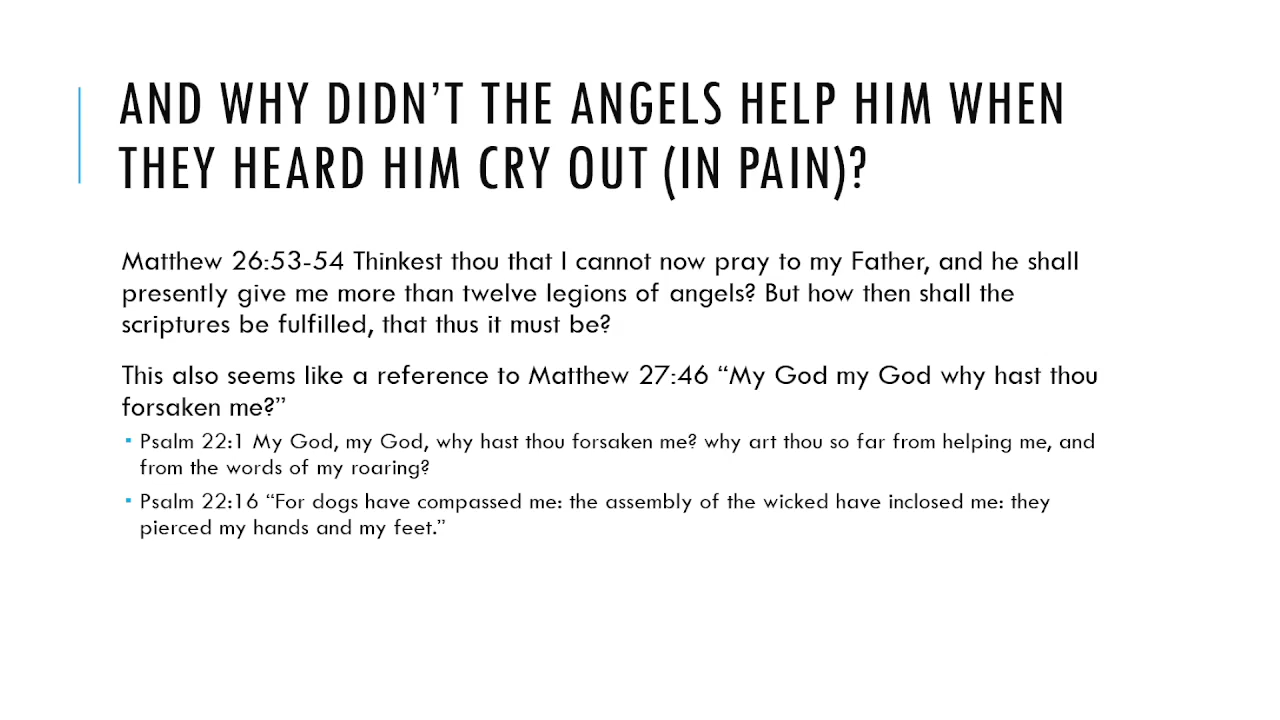 AND WHY DIDN’T THE ANGELS HELP HIM WHEN
THEY HEARD HIM CRY OUT (IN PAIN)?
Matthew 26:53-54 Thinkest thou that I cannot now pray to my Father, and he shall
presently give me more than twelve legions of angels? But how then shall the
scriptures be fulfilled, that thus it must be?
This also seems like a reference to Matthew 27:46 “My God my God why hast thou
forsaken me?”
▪ Psalm 22:1 My God, my God, why hast thou forsaken me? why art thou so far from helping me, and
from the words of my roaring?
▪ Psalm 22:16 “For dogs have compassed me: the assembly of the wicked have inclosed me: they
pierced my hands and my feet.”